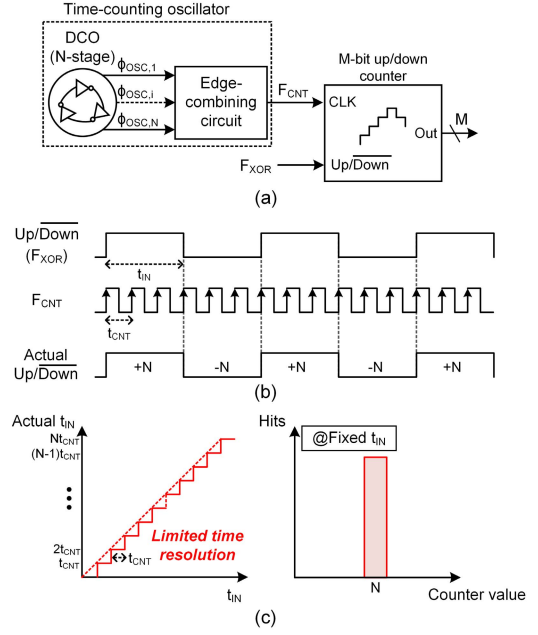 Time-counting oscillator
DCO
(N-stage)
ϕOSC,1
ϕOSC,i
ϕOSC,N
Edge-
combining
circuit
FCNT
M-bit up/down
counter
CLK
Out
M
Up/Down
FXOR
(a)
Up/Down
(FXOR)
tIN
FCNT
tCNT
Actual
Up/Down
+N
-N
+N
-N
+N
(b)
Actual tIN
NtCNT
(N-1)tCNT
2tCNT
tCNT
tCNT
Limited time
resolution
tIN
Hits
@Fixed tIN
N
Counter value
(c)